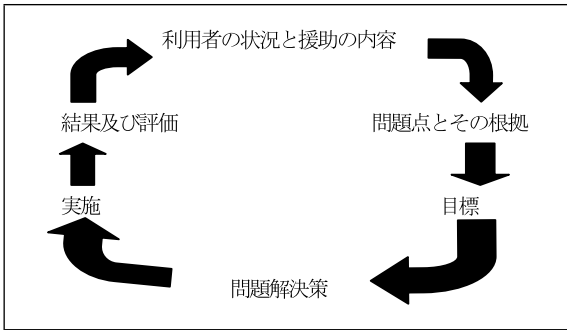 利用者の状況と援助の内容
問題点とその根拠
目標
問題解決策
実施
結果及び評価